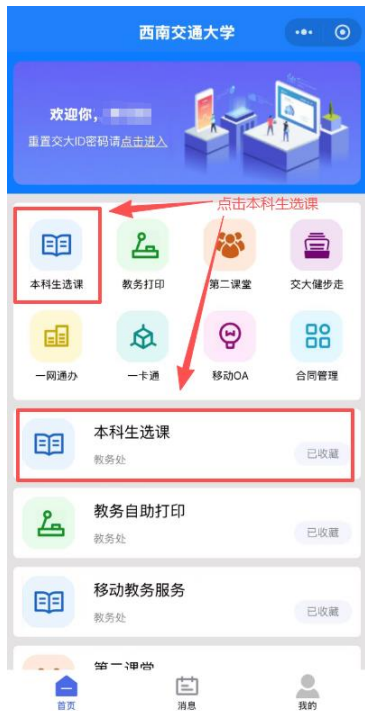 西南交通大学
欢迎你，
重置交大ID密码请点击进入
点击本科生选课
本科生选课
教务打印
第二课堂
交大健步走
一网通办
一卡通
移动OA
合同管理
本科生选课
教务处
已收藏
教务自助打印
教务处
已收藏
移动教务服务
教务处
已收藏
第二课堂
首页
消息
我的